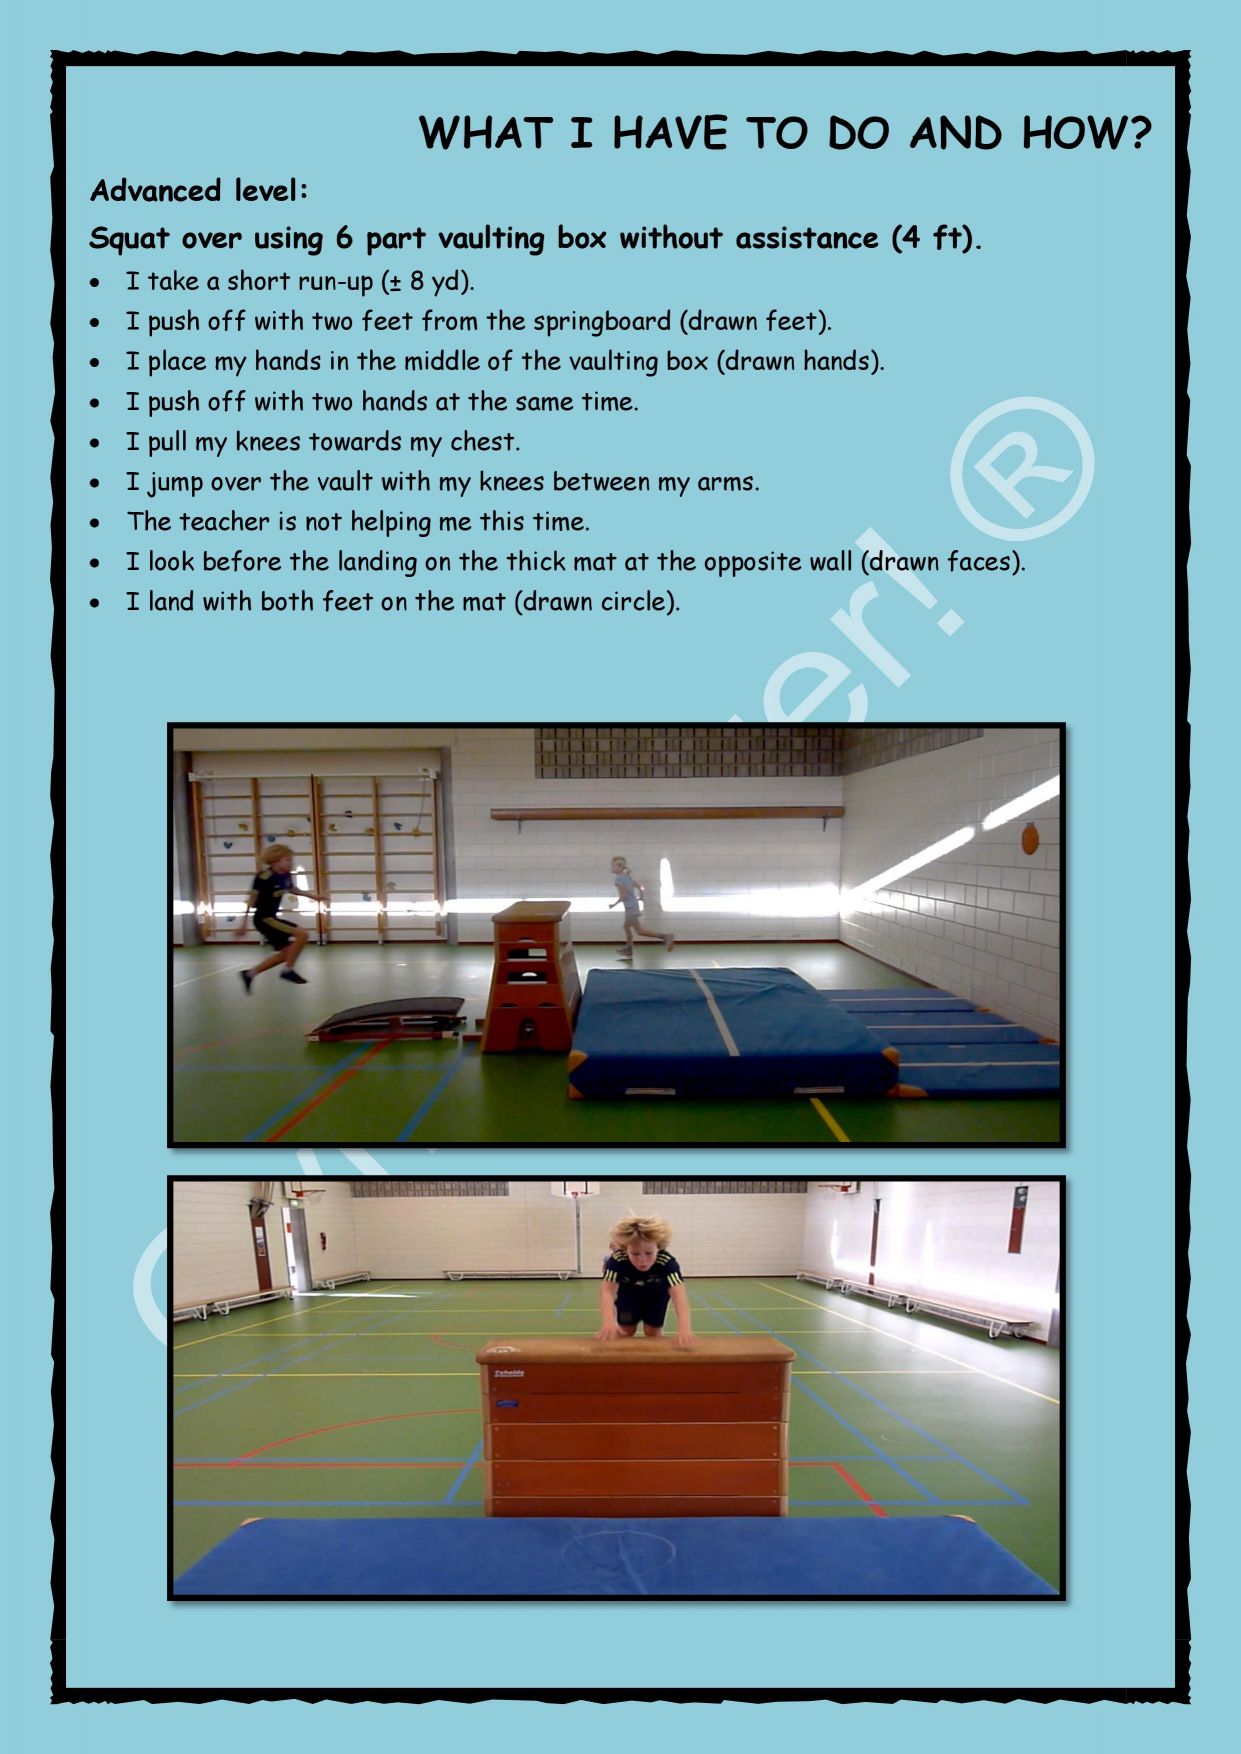 WHAT I HAVE TO DO AND HOW?
Advanced level:
Squat over using 6 part vaulting box without assistance (4 ft).
• I take a short run-up (± 8 yd).
• I push off with two feet from the springboard (drawn feet).
• I place my hands in the middle of the vaulting box (drawn hands).
• I push off with two hands at the same time.
• I pull my knees towards my chest.
• I jump over the vault with my knees between my arms.
• The teacher is not helping me this time.
• I look before the landing on the thick mat at the opposite wall (drawn faces).
• I land with both feet on the mat (drawn circle).
er! ®
Schelde